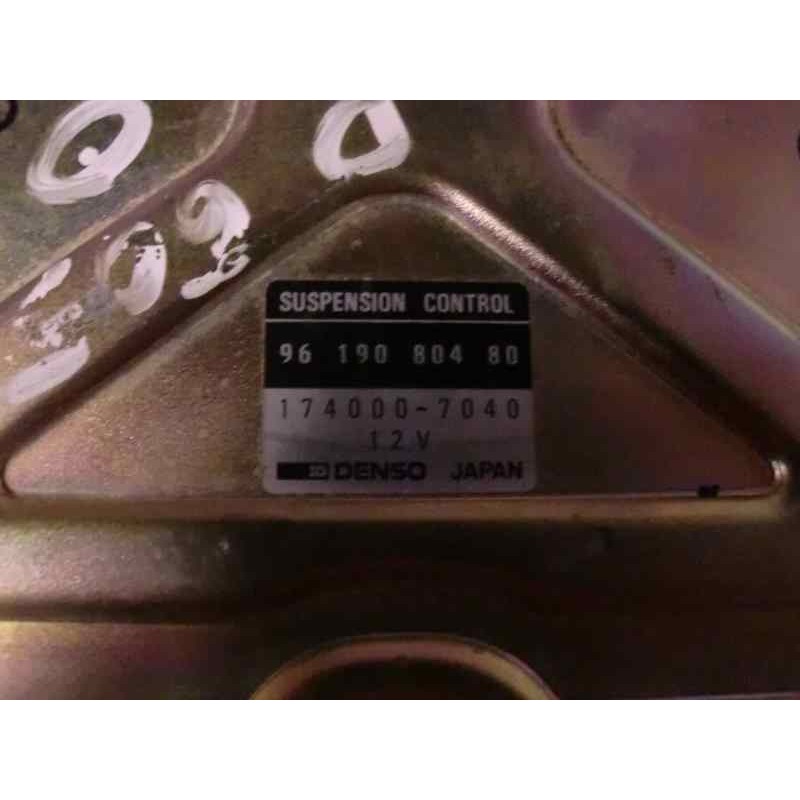 SUSPENSION CONTROL
96 190 804 80
174000-7040
12V
DENSO JAPAN